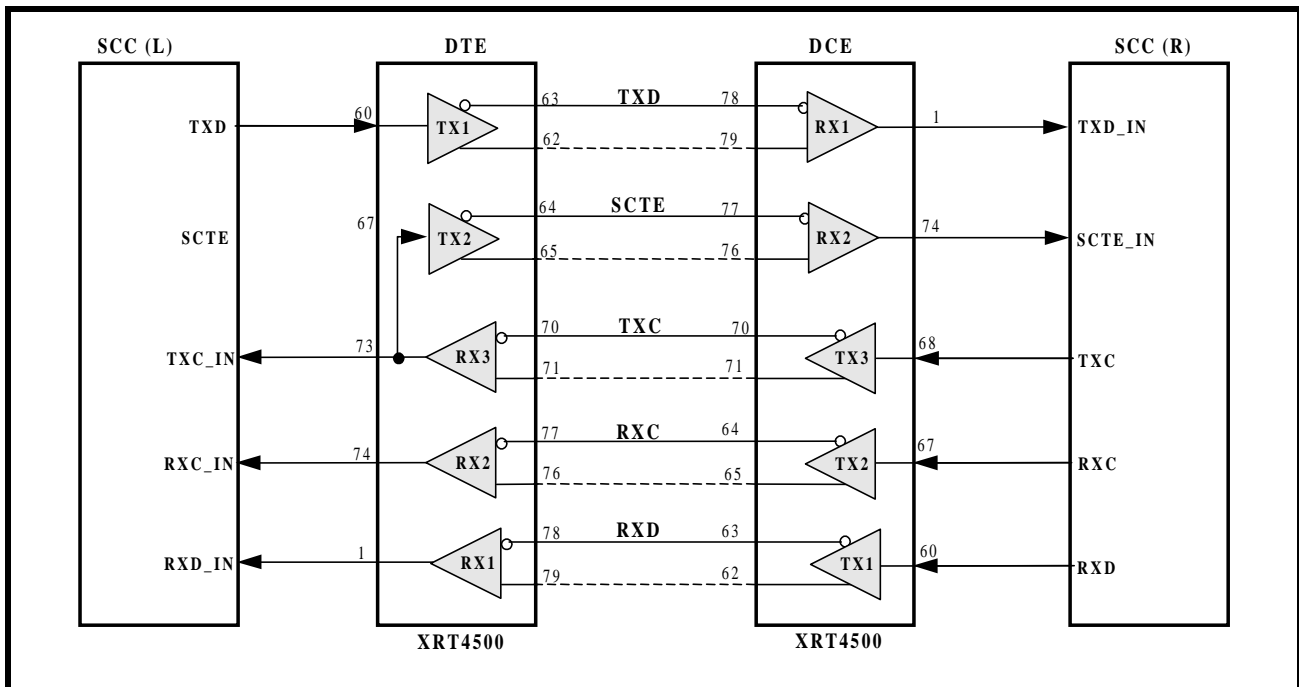 SCC (L) DTE DCE SCC (R)
63 TXD 78
60 1
TXD TX1 RX1 TXD_IN
62 79
64 SCTE 77
67 74
SCTE TX2 RX2 SCTE_IN
65 76
70 TXC 70
73 68
TXC_IN RX3 TX3 TXC
71 71
77 RXC 64
74 67
RXC_IN RX2 TX2 RXC
76 65
78 RXD 63
1 60
RXD_IN RX1 TX1 RXD
79 62
XRT4500 XRT4500